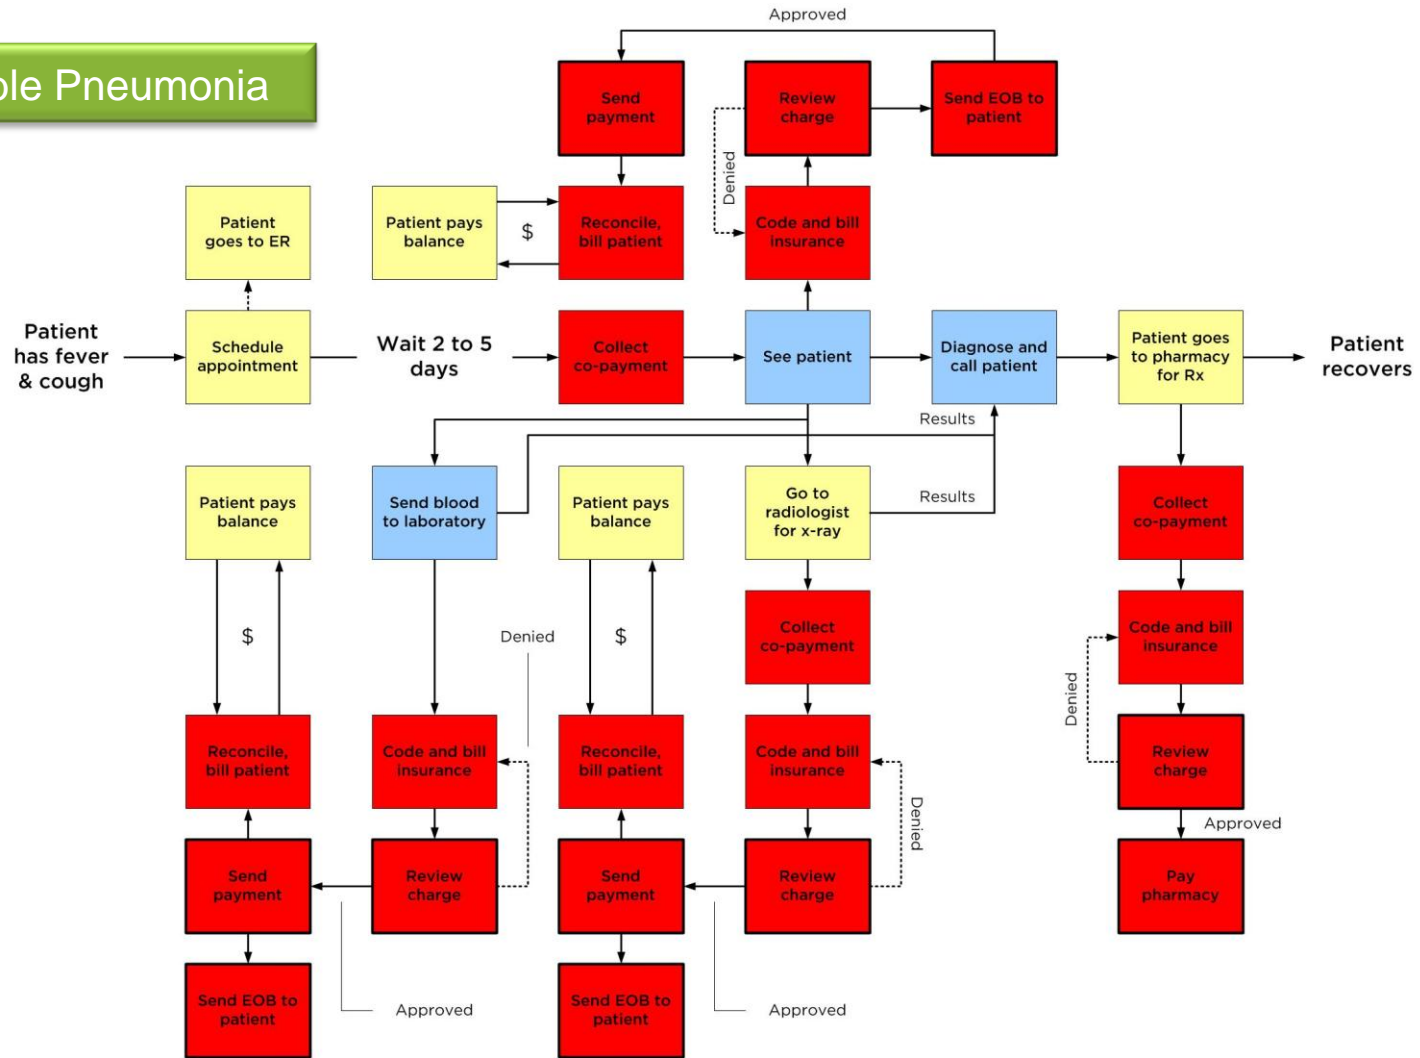 Approved
ole Pneumonia
Send
payment
Review
charge
Send EOB to
patient
Denied
Patient
goes to ER
Patient pays
balance
$
Reconcile,
bill patient
Code and bill
insurance
Patient
has fever
& cough
Schedule
appointment
Wait 2 to 5
days
Collect
co-payment
See patient
Diagnose and
call patient
Patient goes
to pharmacy
for Rx
Patient
recovers
Results
Patient pays
balance
Send blood
to laboratory
Patient pays
balance
Go to
radiologist
for x-ray
Results
Collect
co-payment
$
Denied
$
Collect
co-payment
Code and bill
insurance
Denied
Reconcile,
bill patient
Code and bill
insurance
Reconcile,
bill patient
Code and bill
insurance
Denied
Review
charge
Approved
Send
payment
Review
charge
Send
payment
Review
charge
Pay
pharmacy
Send EOB to
patient
Approved
Send EOB to
patient
Approved